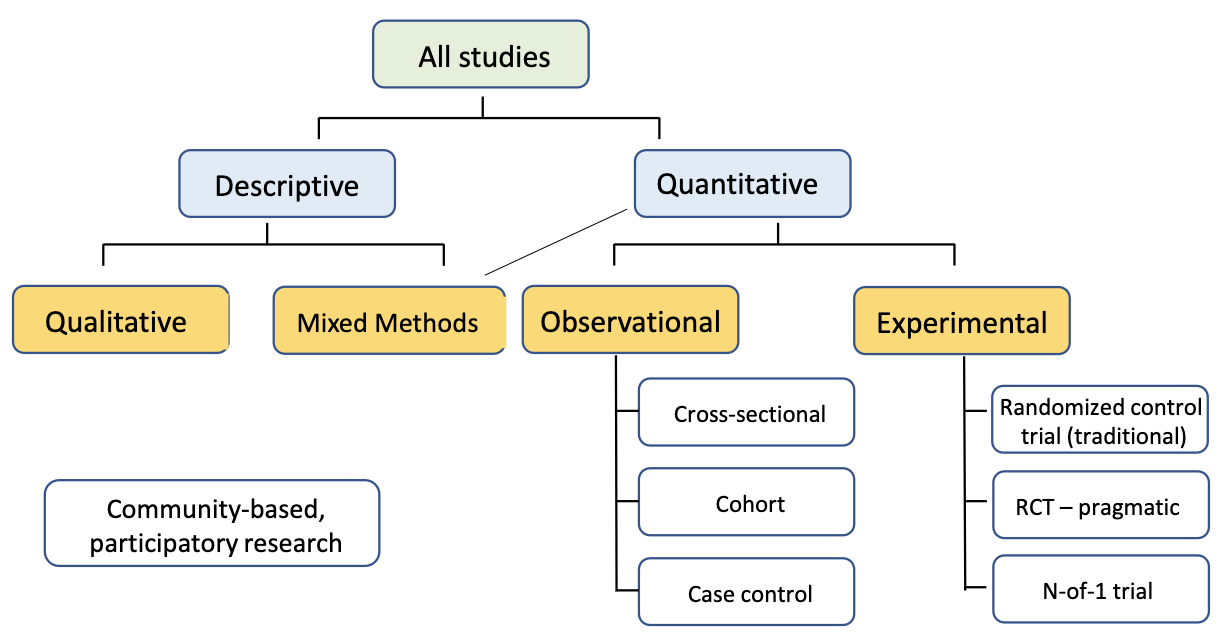 All studies
Descriptive
Quantitative
Qualitative
Mixed Methods
Observational
Experimental
Cross-sectional
Cohort
Case control
Randomized control
trial (traditional)
RCT – pragmatic
N-of-1 trial
Community-based,
participatory research